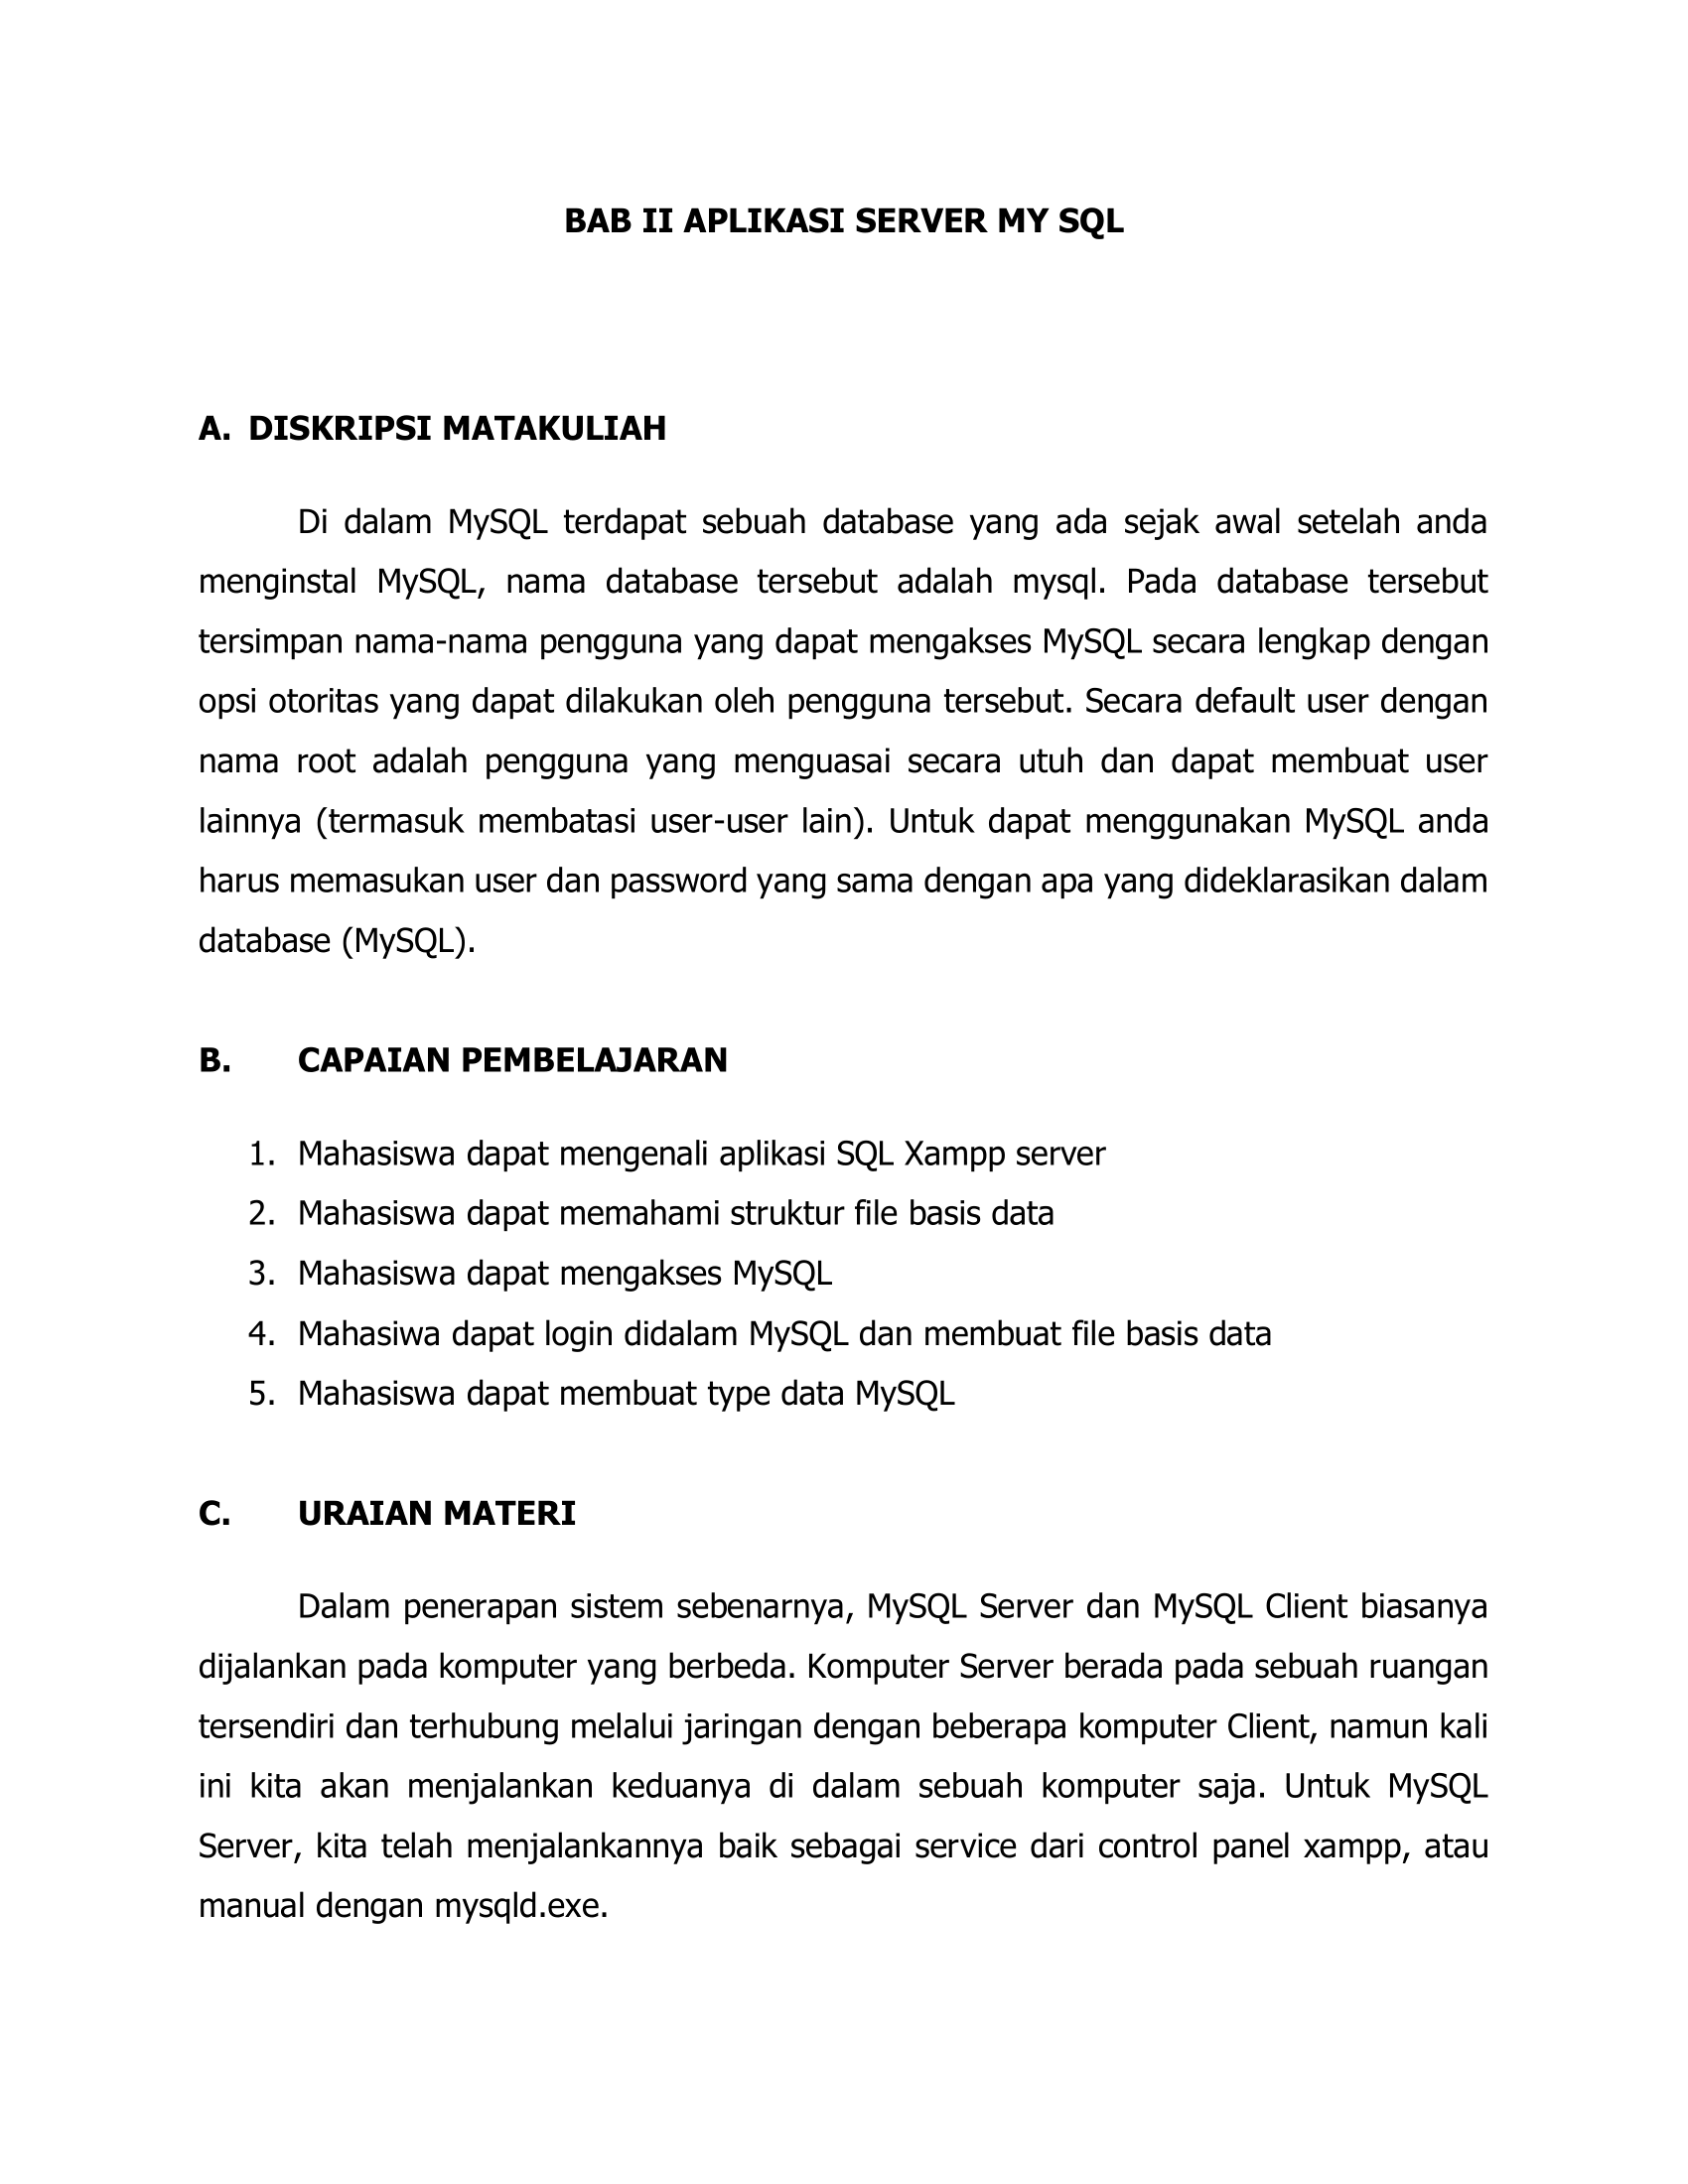 BAB II APLIKASI SERVER MY SQL
A. DISKRIPSI MATAKULIAH
Di dalam MySQL terdapat sebuah database yang ada sejak awal setelah anda
menginstal MySQL, nama database tersebut adalah mysql. Pada database tersebut
tersimpan nama-nama pengguna yang dapat mengakses MySQL secara lengkap dengan
opsi otoritas yang dapat dilakukan oleh pengguna tersebut. Secara default user dengan
nama root adalah pengguna yang menguasai secara utuh dan dapat membuat user
lainnya (termasuk membatasi user-user lain). Untuk dapat menggunakan MySQL anda
harus memasukan user dan password yang sama dengan apa yang dideklarasikan dalam
database (MySQL).
B. CAPAIAN PEMBELAJARAN
1. Mahasiswa dapat mengenali aplikasi SQL Xampp server
2. Mahasiswa dapat memahami struktur file basis data
3. Mahasiswa dapat mengakses MySQL
4. Mahasiwa dapat login didalam MySQL dan membuat file basis data
5. Mahasiswa dapat membuat type data MySQL
C. URAIAN MATERI
Dalam penerapan sistem sebenarnya, MySQL Server dan MySQL Client biasanya
dijalankan pada komputer yang berbeda. Komputer Server berada pada sebuah ruangan
tersendiri dan terhubung melalui jaringan dengan beberapa komputer Client, namun kali
ini kita akan menjalankan keduanya di dalam sebuah komputer saja. Untuk MySQL
Server, kita telah menjalankannya baik sebagai service dari control panel xampp, atau
manual dengan mysqld.exe.